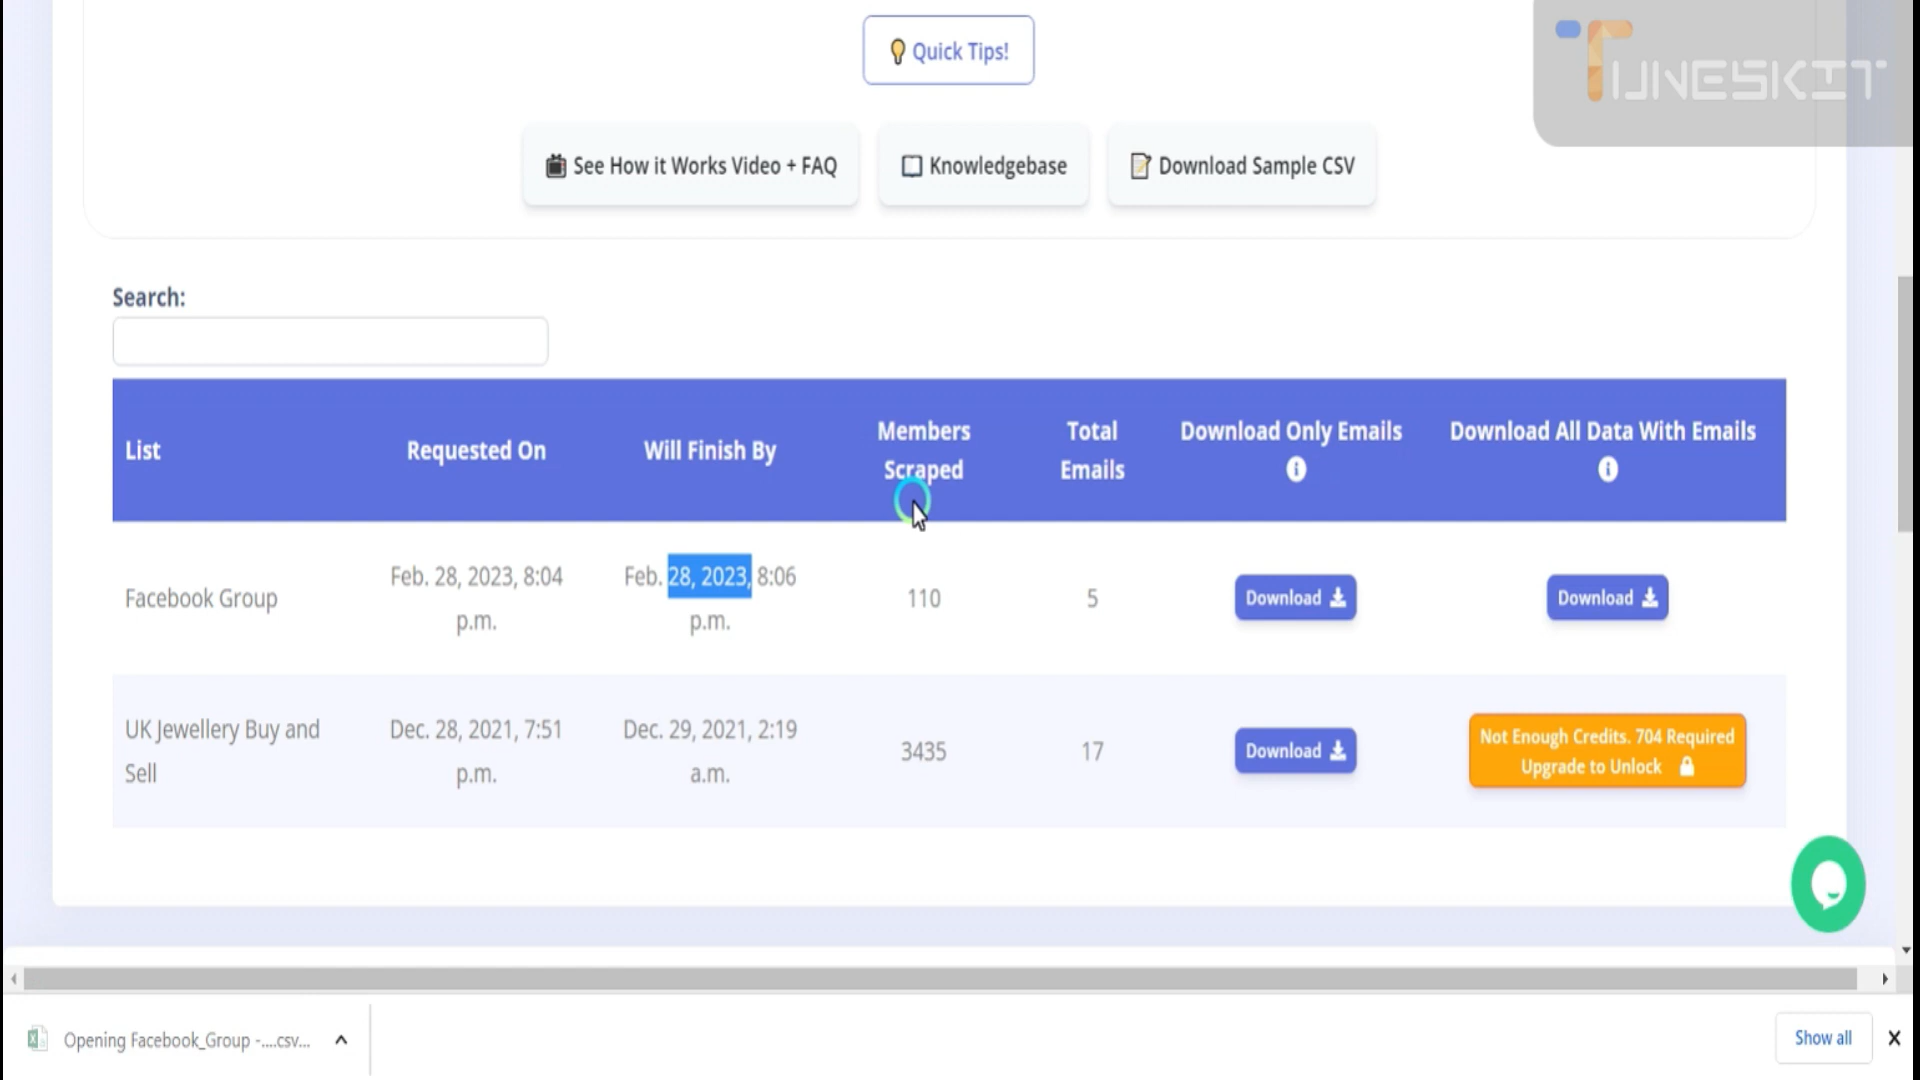 Quick Tips!
TUNESKIT
See How it Works Video + FAQ
Knowledgebase
Download Sample CSV
Search:
List
Requested On
Will Finish By
Members
Scraped
Total
Emails
Download Only Emails
Download All Data With Emails
Facebook Group
Feb. 28, 2023, 8:04
p.m.
Feb. 28, 2023, 8:06
p.m.
110
5
Download
Download
UK Jewellery Buy and
Sell
Dec. 28, 2021, 7:51
p.m.
Dec. 29, 2021, 2:19
a.m.
3435
17
Download
Not Enough Credits. 704 Required
Upgrade to Unlock
Opening Facebook_Group -....csv...
Show all